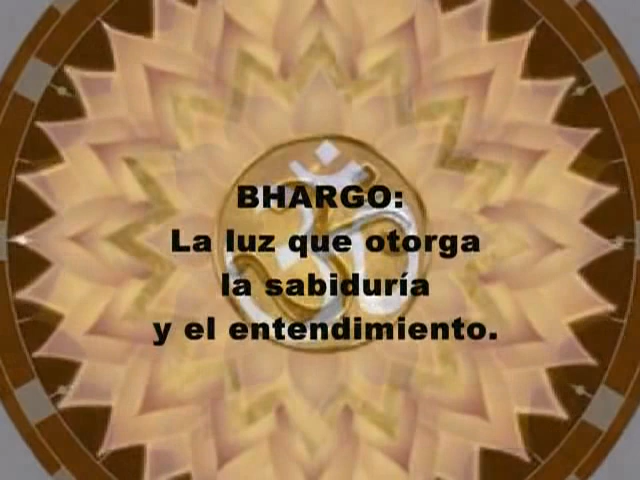 BHARGO:
La luz que otorga
la sabiduría
y el entendimiento.